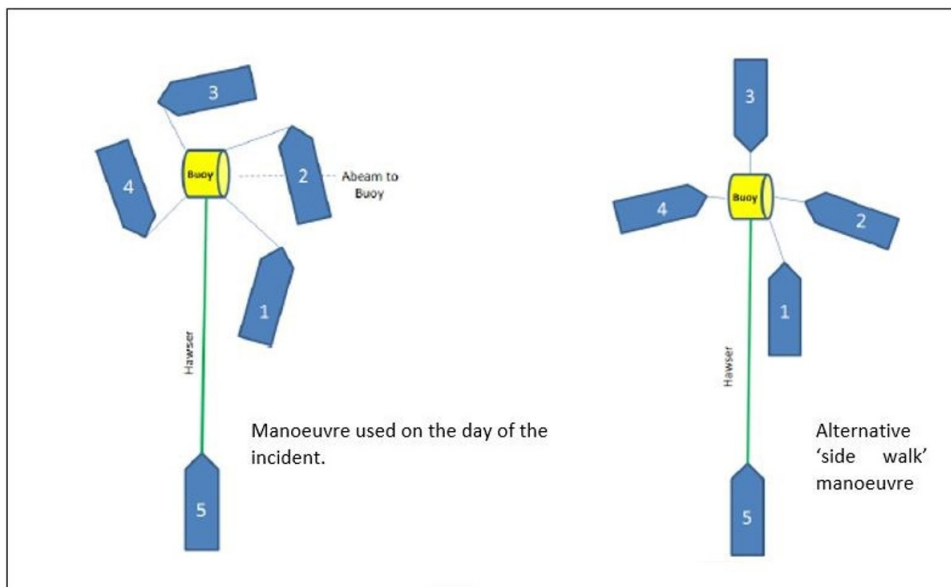 3
3
4
Buoy
2
Abeam to
Buoy
4
Buoy
2
1
1
Hawser
Hawser
Manoeuvre used on the day of the
incident.
Alternative
‘side walk’
manoeuvre
5
5